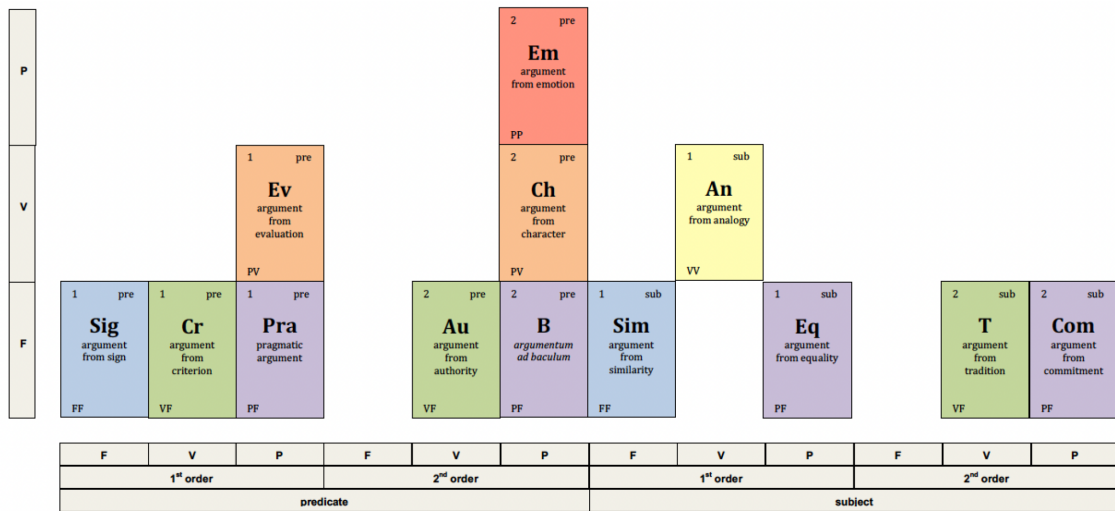 P
2 pre
Em
argument
from emotion
PP
V
1 pre
Ev
argument
from
evaluation
PV
2 pre
Ch
argument
from
character
PV
1 sub
An
argument
from analogy
VV
F
1 pre
Sig
argument
from sign
FF
1 pre
Cr
argument
from
criterion
VF
1 pre
Pra
pragmatic
argument
PF
2 pre
Au
argument
from
authority
VF
2 pre
B
argumentum
ad baculum
PF
1 sub
Sim
argument
from
similarity
FF
1 sub
Eq
argument
from equality
PF
2 sub
T
argument
from
tradition
VF
2 sub
Com
argument
from
commitment
PF
F V P F V P F V P F V P
1st order 2nd order 1st order 2nd order
predicate subject